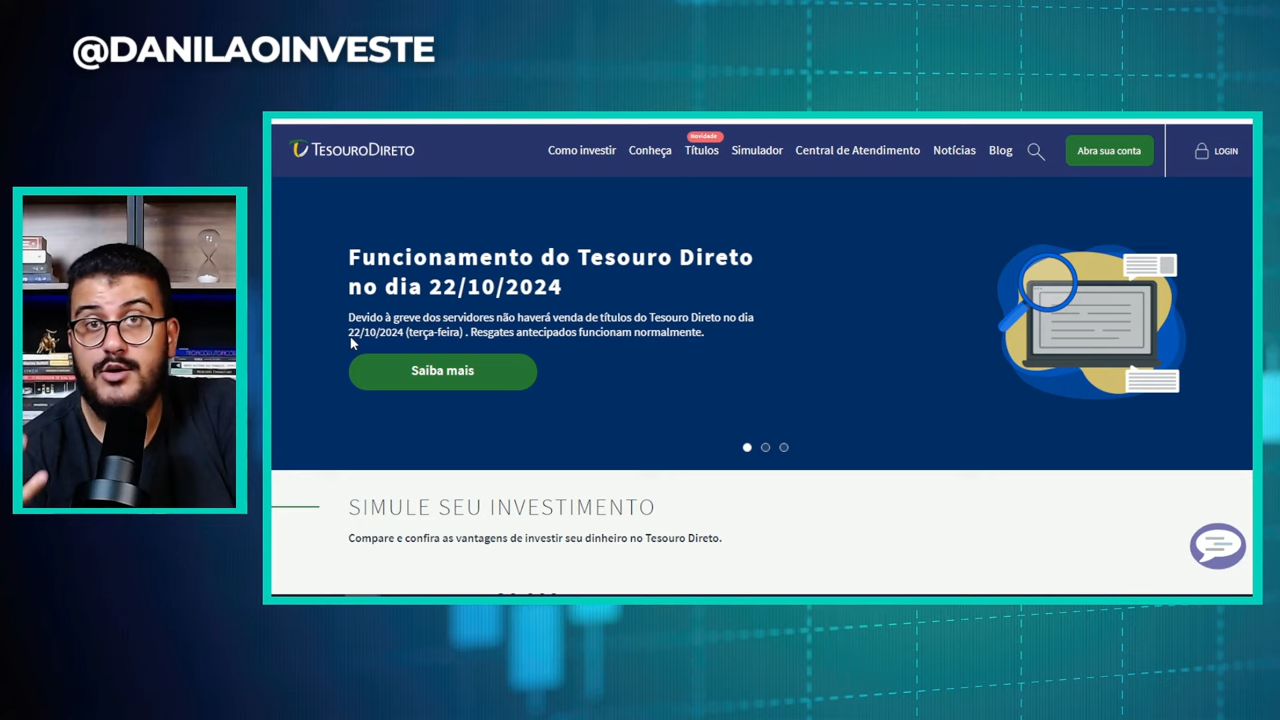 @DANILAOINVESTE
Novidade
TESOURODIRETO
Como investir Conheça Títulos Simulador Central de Atendimento Notícias Blog Abra sua conta LOGIN
Funcionamento do Tesouro Direto
no dia 22/10/2024
Devido à greve dos servidores não haverá venda de títulos do Tesouro Direto no dia
22/10/2024 (terça-feira) . Resgates antecipados funcionam normalmente.
Saiba mais
SIMULE SEU INVESTIMENTO
Compare e confira as vantagens de investir seu dinheiro no Tesouro Direto.